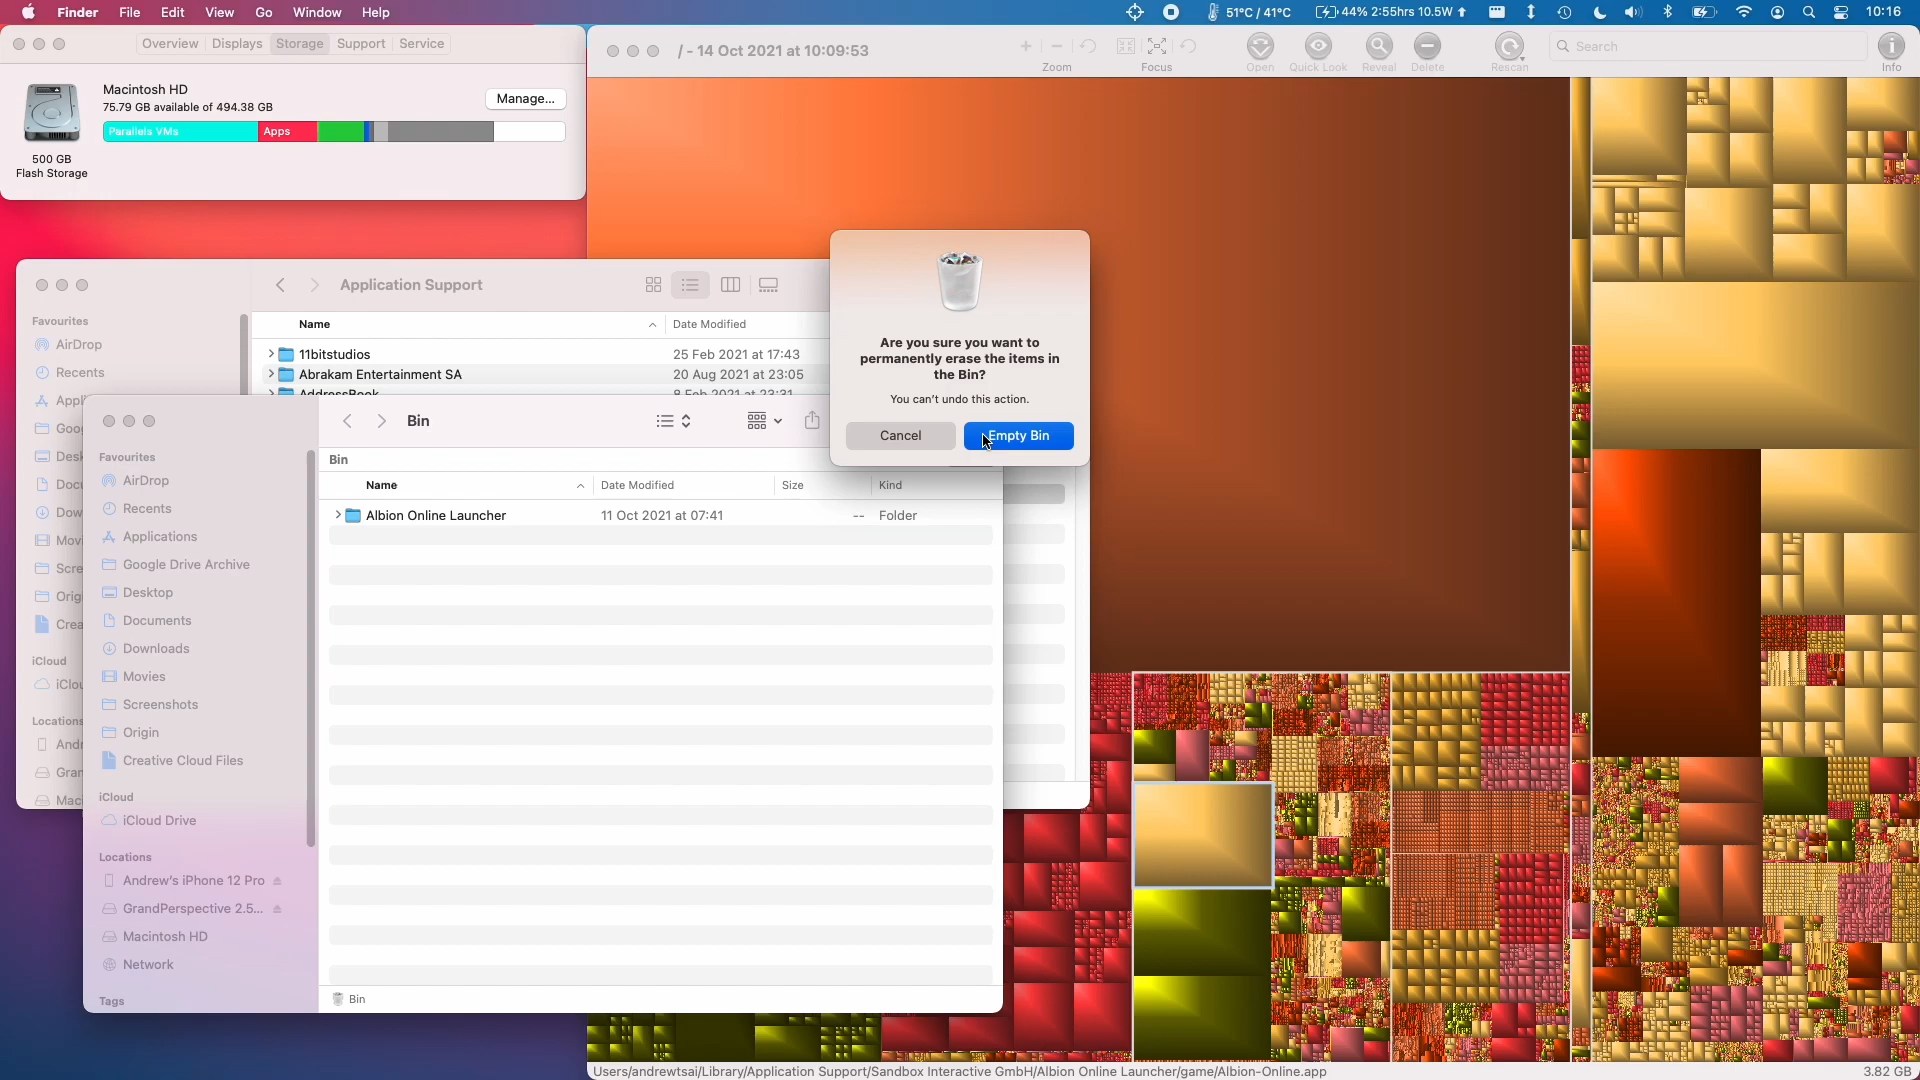 Finder File Edit View Go Window Help
51°C / 41°C 44% 2:55hrs 10.5W 10:16
Overview Displays Storage Support Service
Macintosh HD
75.79 GB available of 494.38 GB
Manage...
Parallels VMs Apps
500 GB
Flash Storage
/ - 14 Oct 2021 at 10:09:53
Search
Zoom Focus Open Quick Look Reveal Delete Rescan Info
Application Support
Favourites
AirDrop
Recents
Name Date Modified
11bitstudios 25 Feb 2021 at 17:43
Abrakam Entertainment SA 20 Aug 2021 at 23:05
AddressBook 8 Feb 2021 at 23:31
iCloud
Locations
Are you sure you want to
permanently erase the items in
the Bin?
You can't undo this action.
Cancel Empty Bin
Bin
Bin
Name Date Modified Size Kind
Albion Online Launcher 11 Oct 2021 at 07:41 -- Folder
Favourites
AirDrop
Recents
Applications
Google Drive Archive
Desktop
Documents
Downloads
Movies
Screenshots
Origin
Creative Cloud Files
iCloud
iCloud Drive
Locations
Andrew's iPhone 12 Pro
GrandPerspective 2.5...
Macintosh HD
Network
Tags
Bin
Users/andrewtsai/Library/Application Support/Sandbox Interactive GmbH/Albion Online Launcher/game/Albion-Online.app 3.82 GB